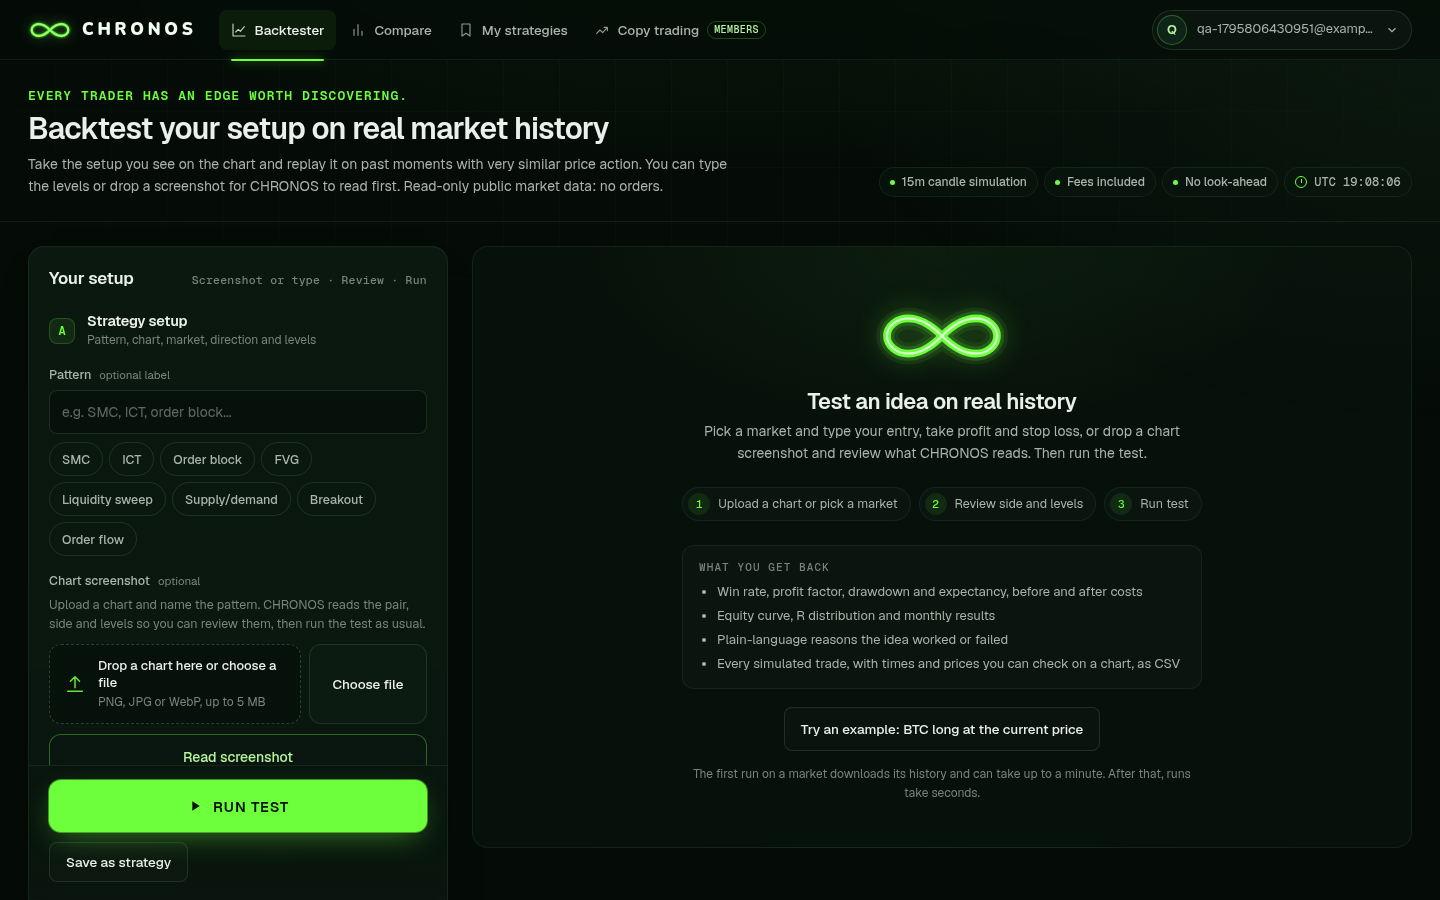 CHRONOS
Backtester
Compare
My strategies
Copy trading
MEMBERS
Q
qa-1795806430951@examp...
EVERY TRADER HAS AN EDGE WORTH DISCOVERING.
Backtest your setup on real market history
Take the setup you see on the chart and replay it on past moments with very similar price action. You can type
the levels or drop a screenshot for CHRONOS to read first. Read-only public market data: no orders.
15m candle simulation
Fees included
No look-ahead
UTC 19:08:06
Your setup
Screenshot or type · Review · Run
A
Strategy setup
Pattern, chart, market, direction and levels
Pattern optional label
e.g. SMC, ICT, order block...
SMC
ICT
Order block
FVG
Liquidity sweep
Supply/demand
Breakout
Order flow
Chart screenshot optional
Upload a chart and name the pattern. CHRONOS reads the pair,
side and levels so you can review them, then run the test as usual.
Drop a chart here or choose a
file
PNG, JPG or WebP, up to 5 MB
Choose file
Read screenshot
RUN TEST
Save as strategy
Test an idea on real history
Pick a market and type your entry, take profit and stop loss, or drop a chart
screenshot and review what CHRONOS reads. Then run the test.
1 Upload a chart or pick a market
2 Review side and levels
3 Run test
WHAT YOU GET BACK
• Win rate, profit factor, drawdown and expectancy, before and after costs
• Equity curve, R distribution and monthly results
• Plain-language reasons the idea worked or failed
• Every simulated trade, with times and prices you can check on a chart, as CSV
Try an example: BTC long at the current price
The first run on a market downloads its history and can take up to a minute. After that, runs
take seconds.